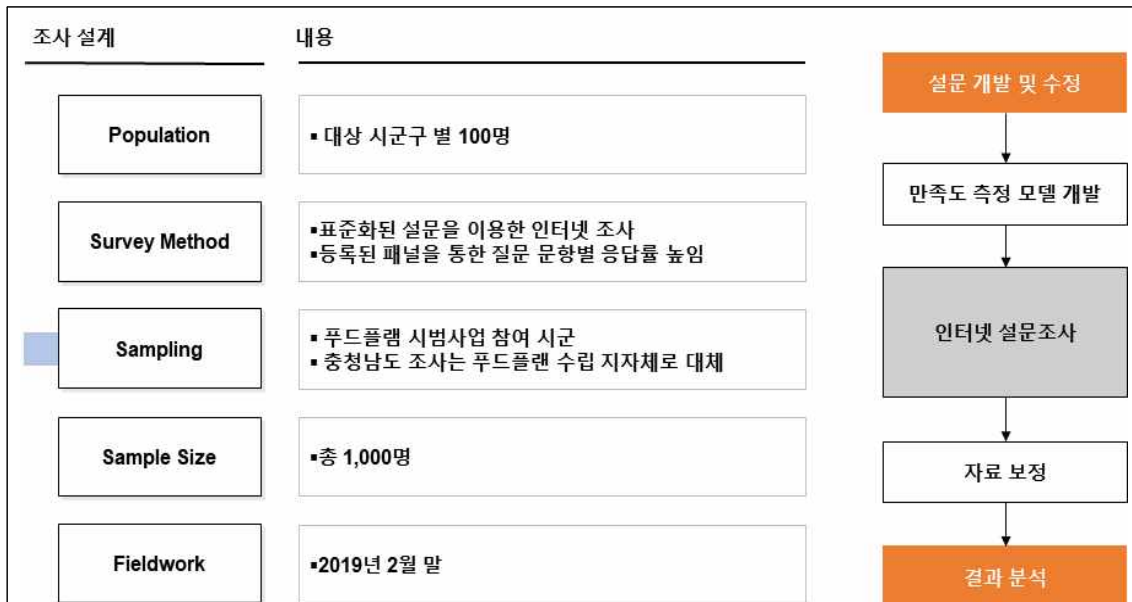 조사 설계
내용
Population
▪ 대상 시군구 별 100명
Survey Method
▪표준화된 설문을 이용한 인터넷 조사
▪등록된 패널을 통한 질문 문항별 응답률 높임
Sampling
▪ 푸드플램 시범사업 참여 시군
▪ 충청남도 조사는 푸드플랜 수립 지자체로 대체
Sample Size
▪총 1,000명
Fieldwork
▪2019년 2월 말
설문 개발 및 수정
만족도 측정 모델 개발
인터넷 설문조사
자료 보정
결과 분석